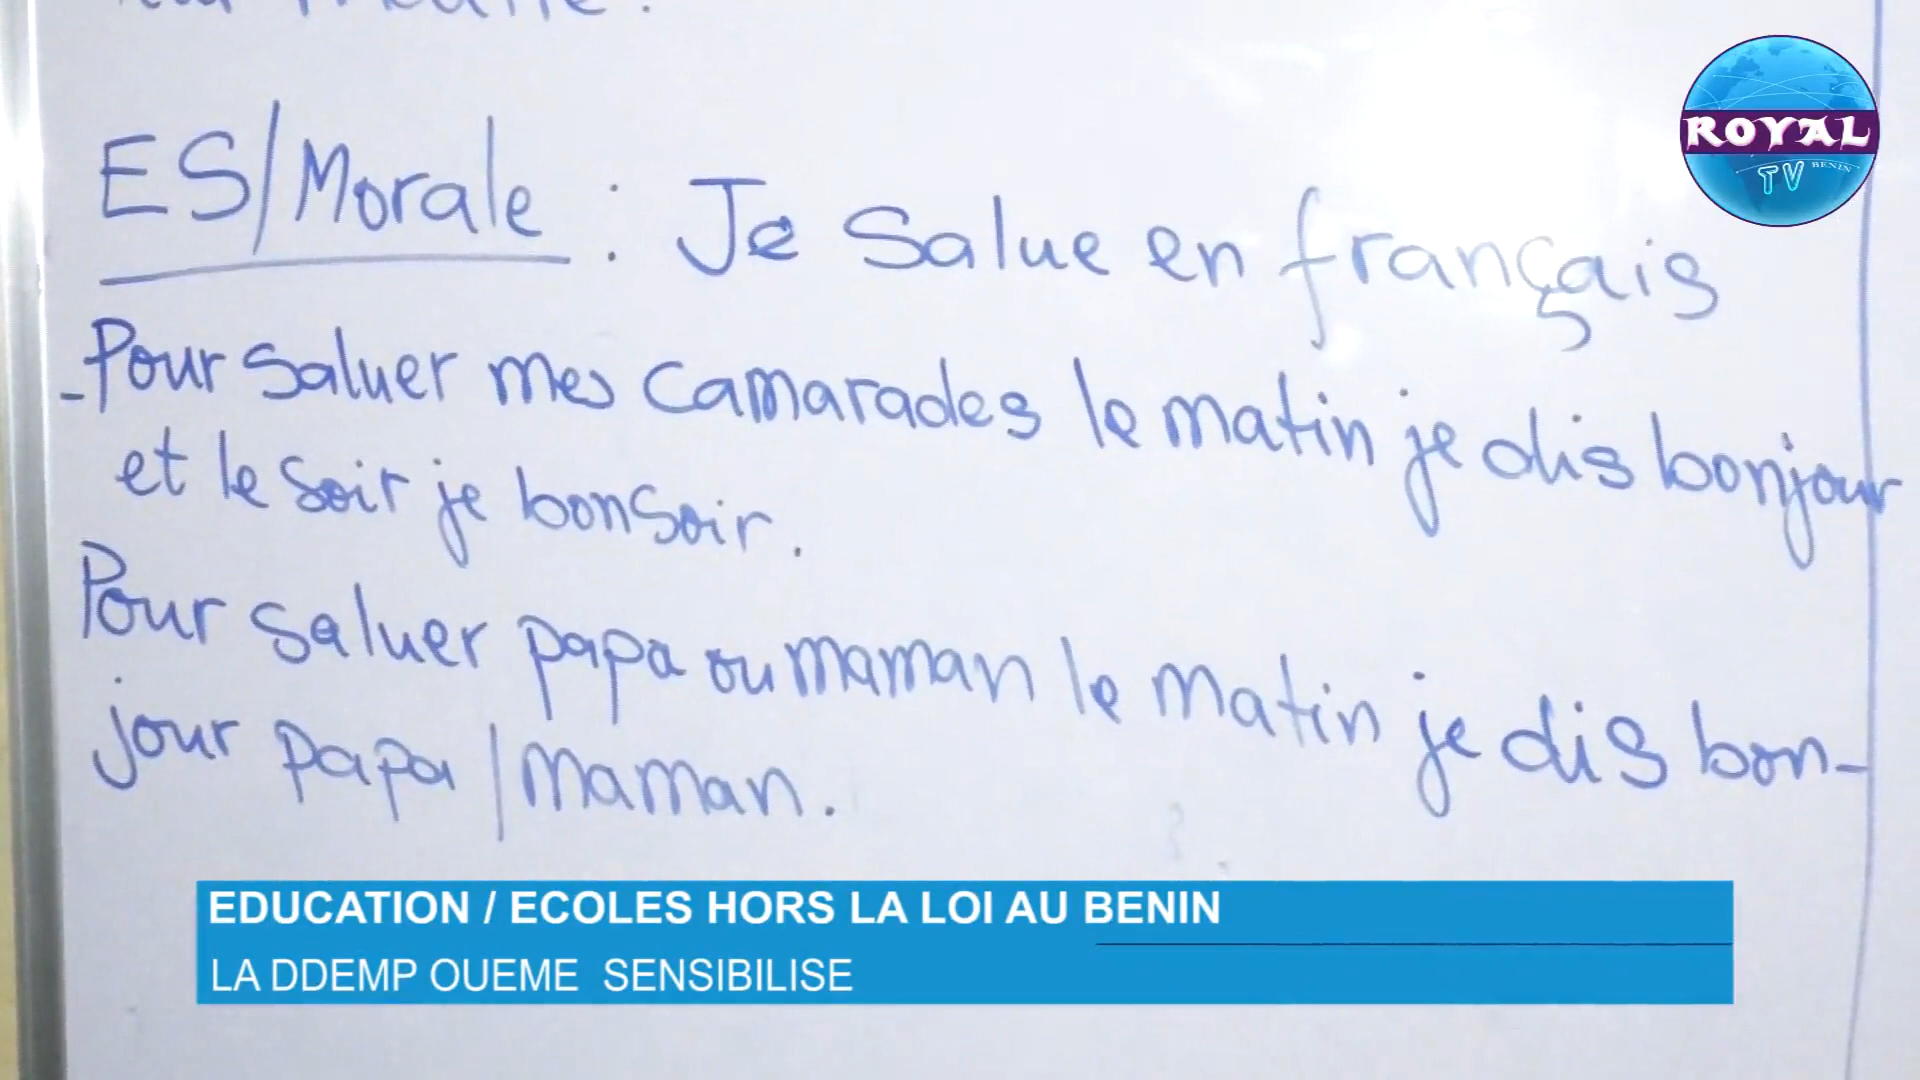 ES/Morale : Je salue en français
- Pour saluer mes camarades le matin je dis bonjour
et le soir je bonsoir.
Pour saluer papa ou maman le matin je dis bon-
jour papa / maman.
ROYAL
TV BENIN
EDUCATION / ECOLES HORS LA LOI AU BENIN
LA DDEMP OUEME SENSIBILISE